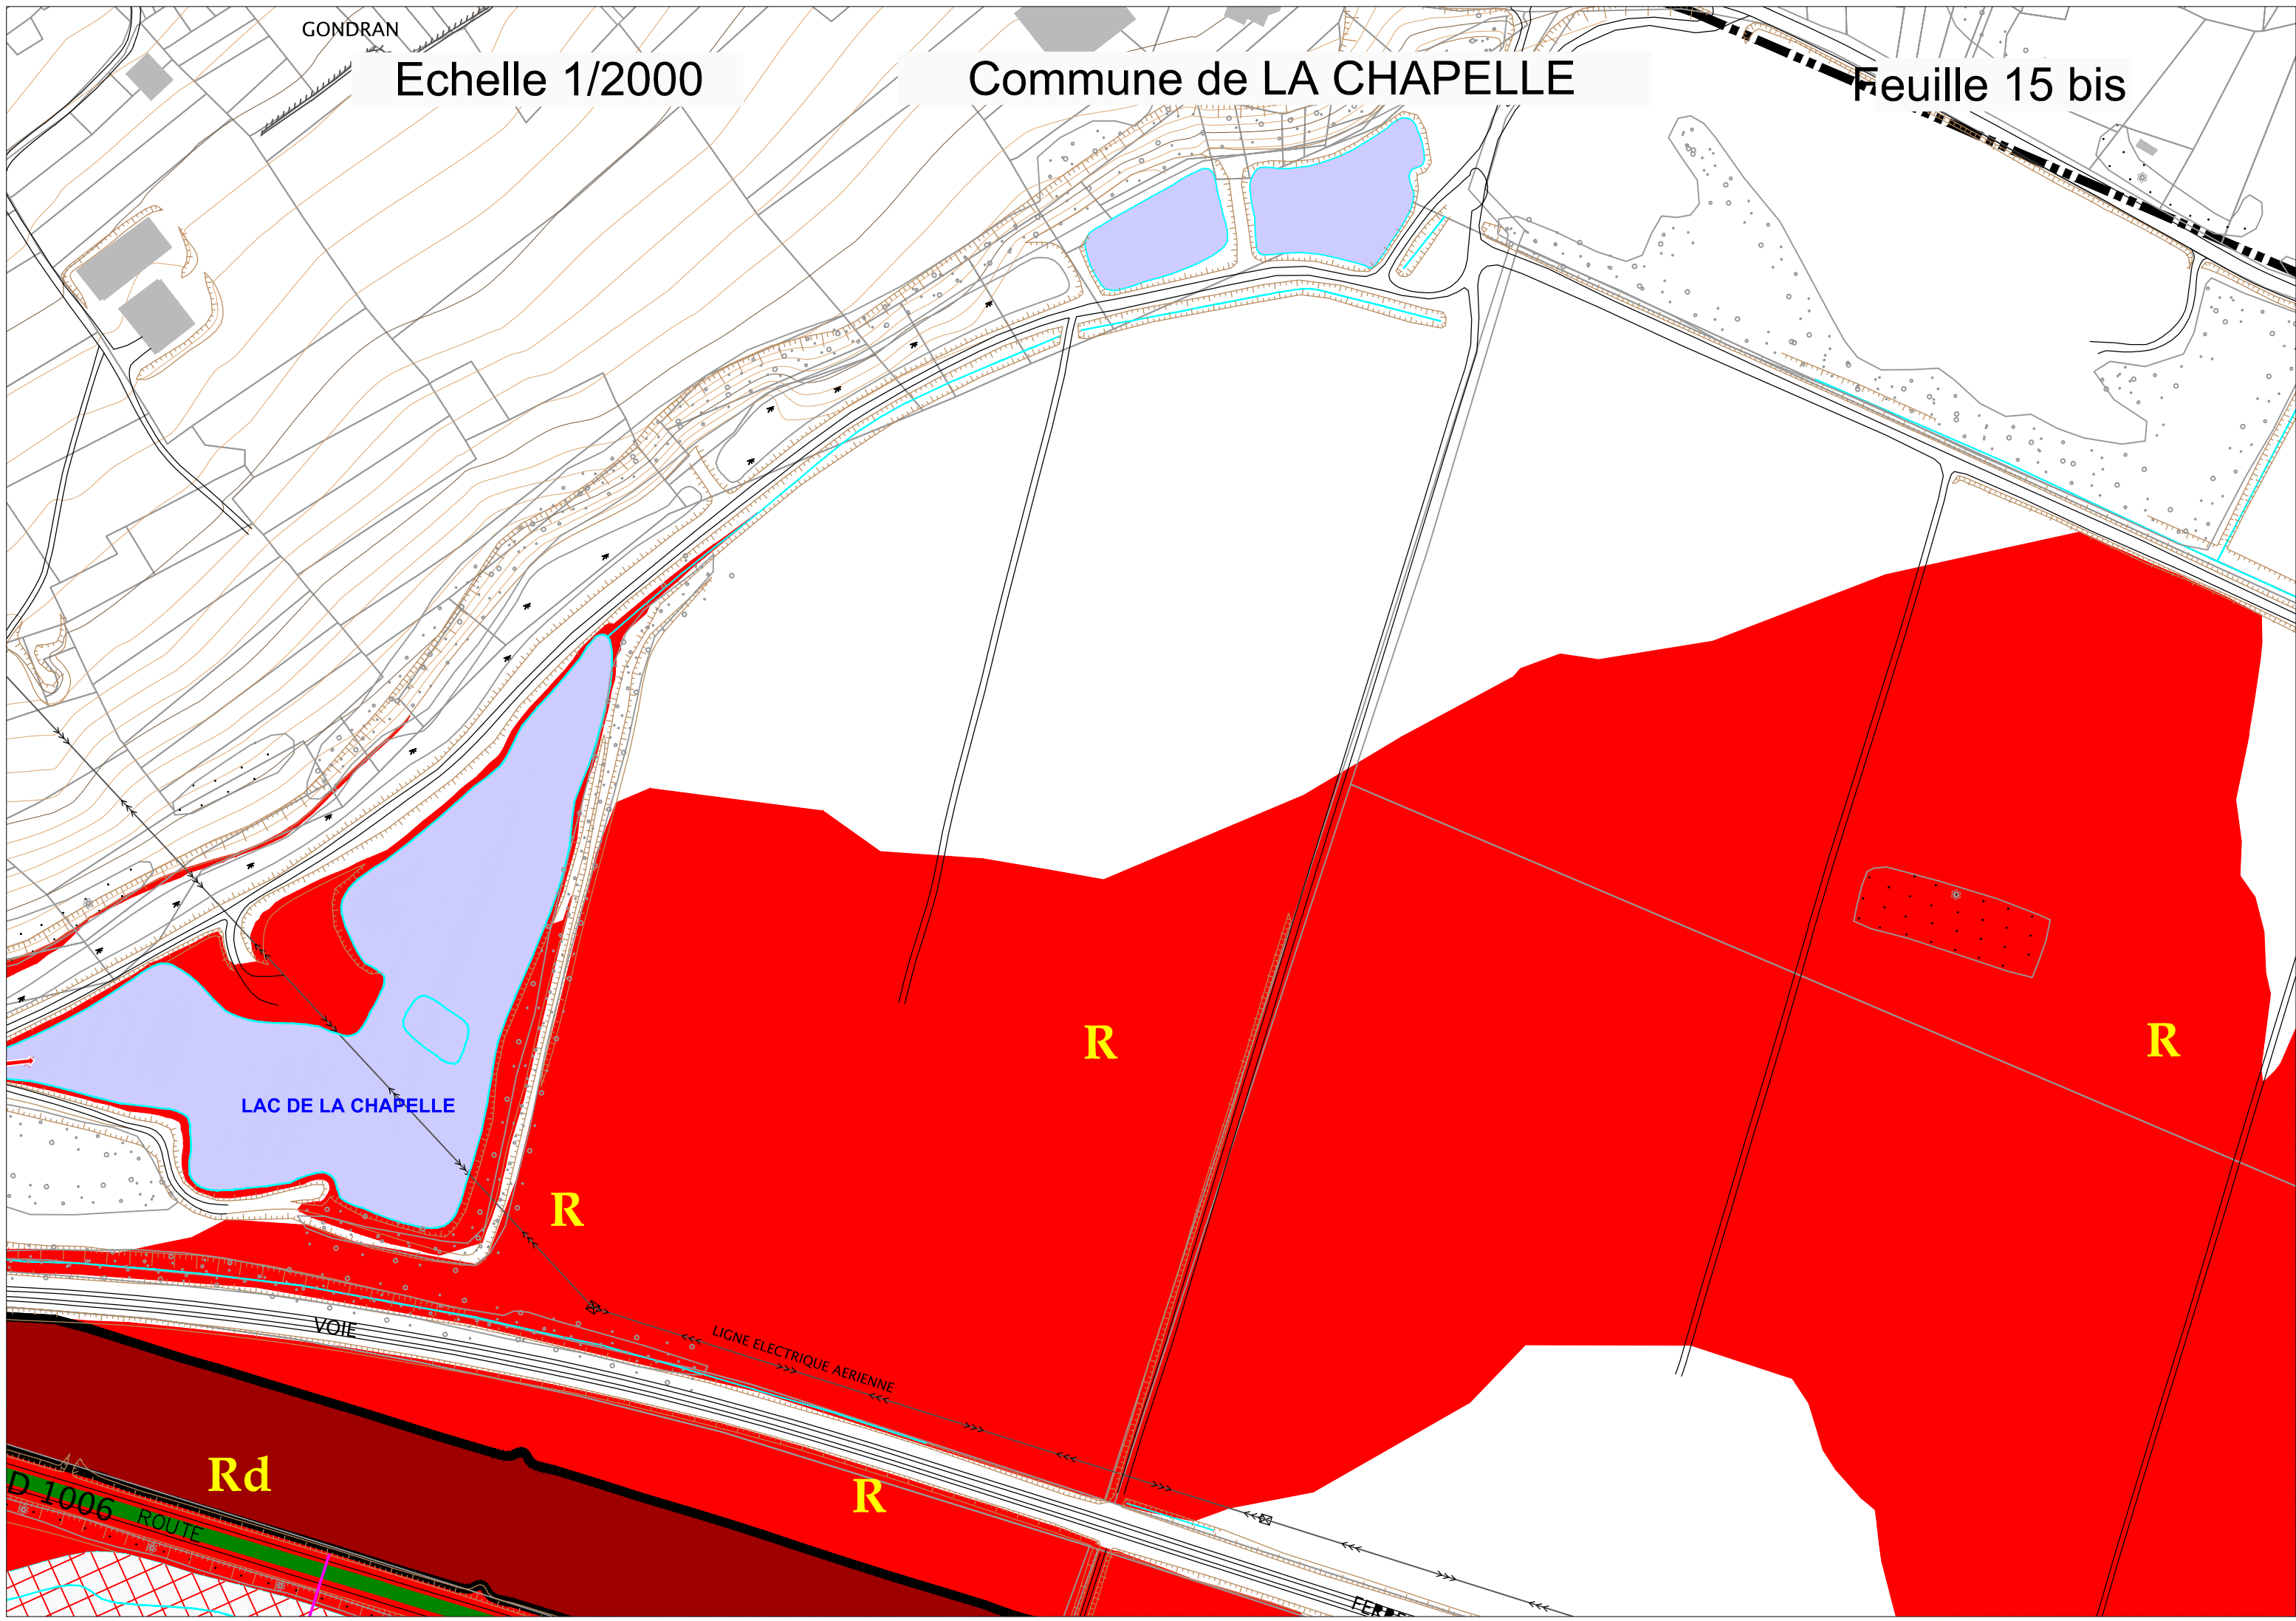 GONDRAN
Echelle 1/2000
Commune de LA CHAPELLE
Feuille 15 bis
R
R
LAC DE LA CHAPELLE
R
VOIE
LIGNE ELECTRIQUE AERIENNE
Rd
R
D 1006
ROUTE